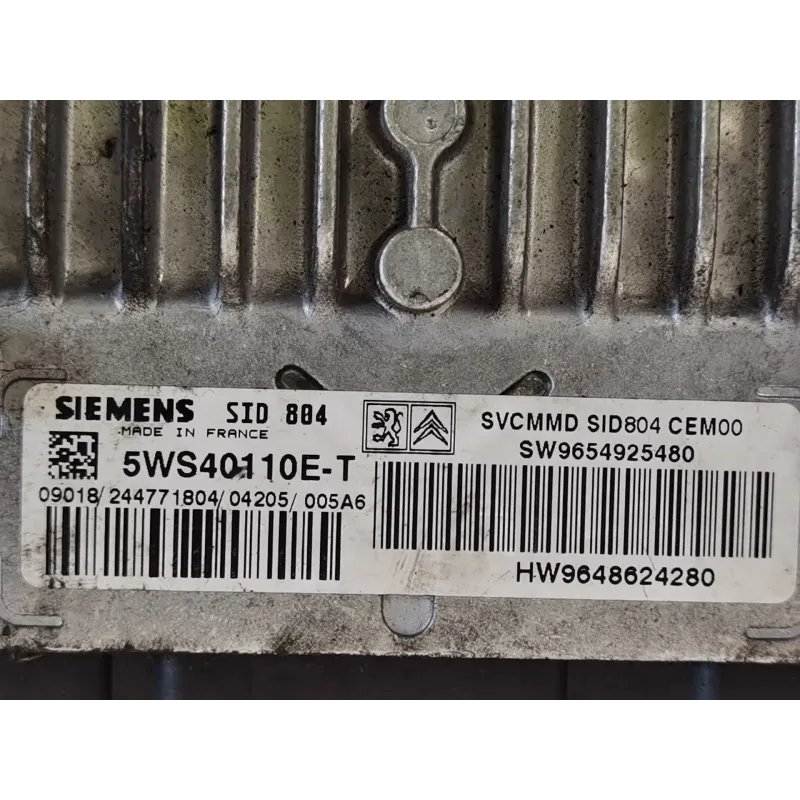 SIEMENS SID 804
MADE IN FRANCE
5WS40110E-T
09018/244771804/04205/005A6
SVCMMD SID804 CEM00
SW9654925480
HW9648624280